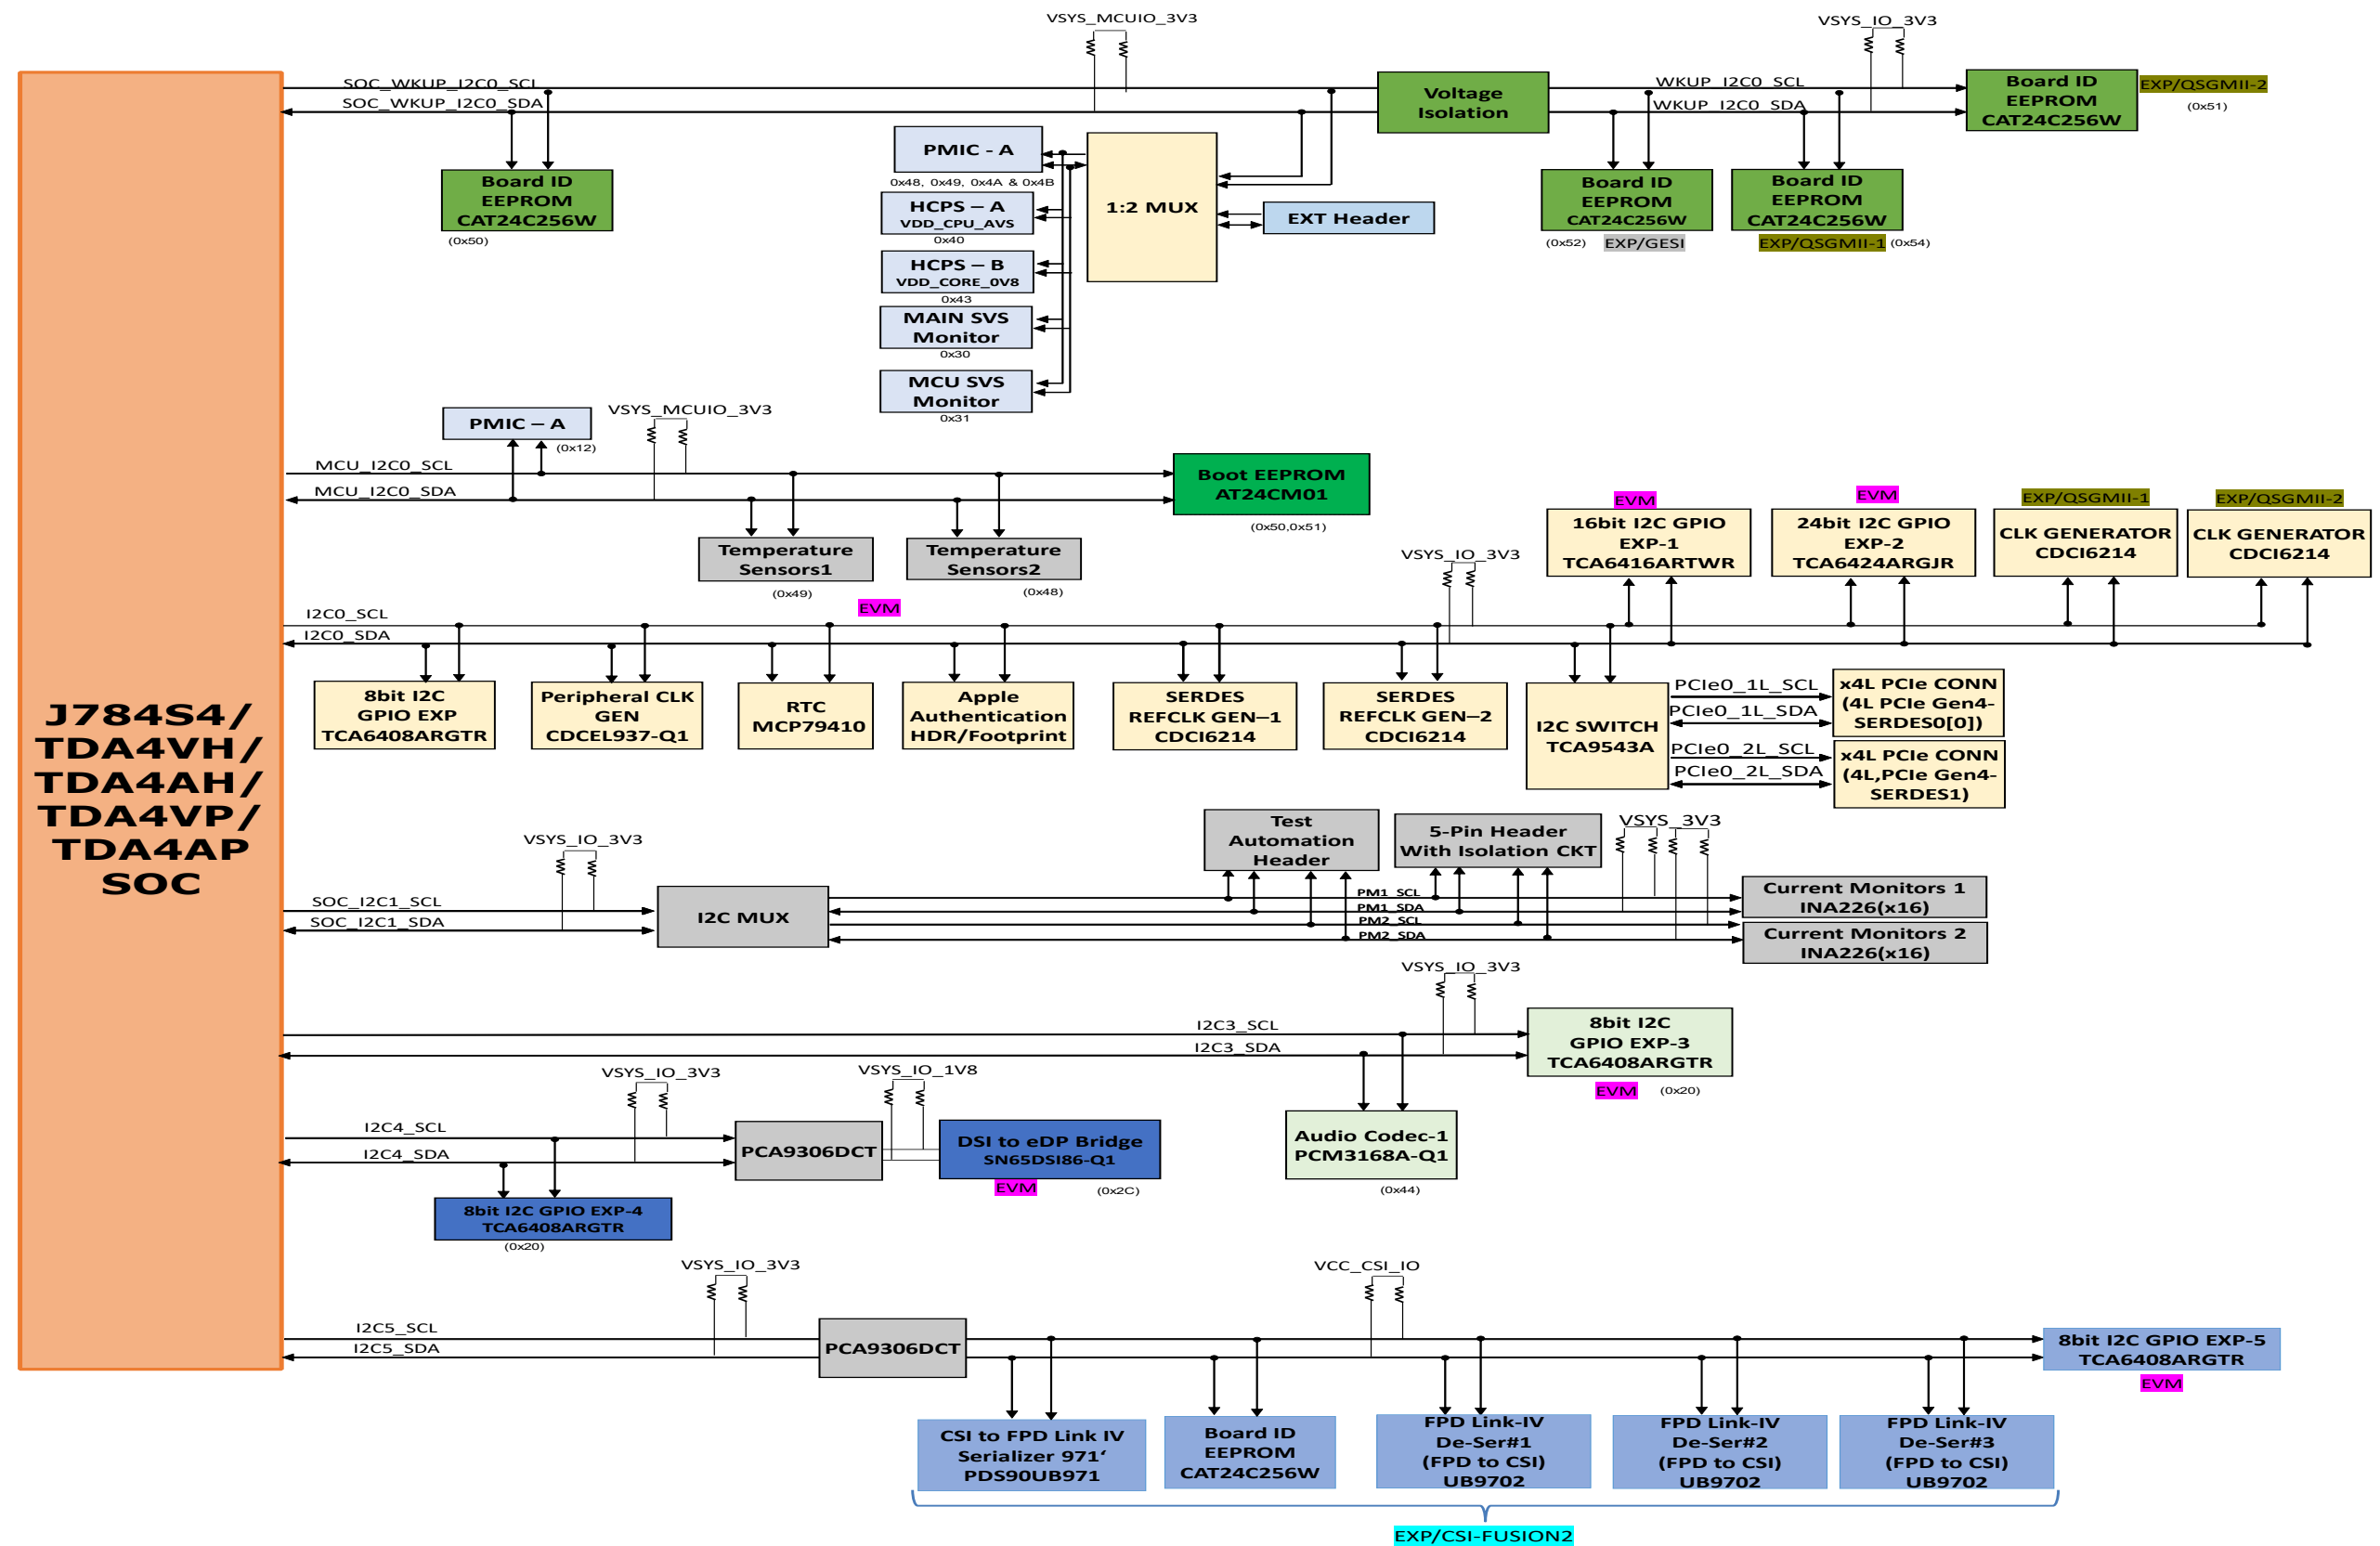 J784S4/
TDA4VH/
TDA4AH/
TDA4VP/
TDA4AP
SOC
VSYS_MCUIO_3V3
VSYS_IO_3V3
SOC_WKUP_I2C0_SCL
SOC_WKUP_I2C0_SDA
Board ID
EEPROM
CAT24C256W
(0x50)
Voltage
Isolation
WKUP_I2C0_SCL
WKUP_I2C0_SDA
Board ID
EEPROM
CAT24C256W
EXP/QSGMII-2
(0x51)
Board ID
EEPROM
CAT24C256W
(0x52)
EXP/GESI
Board ID
EEPROM
CAT24C256W
EXP/QSGMII-1
(0x54)
PMIC - A
0x48, 0x49, 0x4A & 0x4B
HCPS – A
VDD_CPU_AVS
0x40
HCPS – B
VDD_CORE_0V8
0x43
MAIN SVS
Monitor
0x30
MCU SVS
Monitor
0x31
1:2 MUX
EXT Header
PMIC – A
(0x12)
VSYS_MCUIO_3V3
MCU_I2C0_SCL
MCU_I2C0_SDA
Boot EEPROM
AT24CM01
(0x50,0x51)
Temperature
Sensors1
(0x49)
Temperature
Sensors2
(0x48)
EVM
EVM
16bit I2C GPIO
EXP-1
TCA6416ARTWR
EVM
24bit I2C GPIO
EXP-2
TCA6424ARGJR
EXP/QSGMII-1
CLK GENERATOR
CDCI6214
EXP/QSGMII-2
CLK GENERATOR
CDCI6214
VSYS_IO_3V3
I2C0_SCL
I2C0_SDA
8bit I2C
GPIO EXP
TCA6408ARGTR
Peripheral CLK
GEN
CDCEL937-Q1
RTC
MCP79410
Apple
Authentication
HDR/Footprint
SERDES
REFCLK GEN–1
CDCI6214
SERDES
REFCLK GEN–2
CDCI6214
I2C SWITCH
TCA9543A
PCIe0_1L_SCL
PCIe0_1L_SDA
PCIe0_2L_SCL
PCIe0_2L_SDA
x4L PCIe CONN
(4L PCIe Gen4-
SERDES0[0])
x4L PCIe CONN
(4L,PCIe Gen4-
SERDES1)
VSYS_IO_3V3
SOC_I2C1_SCL
SOC_I2C1_SDA
I2C MUX
Test
Automation
Header
5-Pin Header
With Isolation CKT
VSYS_3V3
PM1_SCL
PM1_SDA
PM2_SCL
PM2_SDA
Current Monitors 1
INA226(x16)
Current Monitors 2
INA226(x16)
VSYS_IO_3V3
I2C3_SCL
I2C3_SDA
8bit I2C
GPIO EXP-3
TCA6408ARGTR
EVM
(0x20)
Audio Codec-1
PCM3168A-Q1
(0x44)
VSYS_IO_3V3
VSYS_IO_1V8
I2C4_SCL
I2C4_SDA
PCA9306DCT
DSI to eDP Bridge
SN65DSI86-Q1
EVM
(0x2C)
8bit I2C GPIO EXP-4
TCA6408ARGTR
(0x20)
VSYS_IO_3V3
VCC_CSI_IO
I2C5_SCL
I2C5_SDA
PCA9306DCT
8bit I2C GPIO EXP-5
TCA6408ARGTR
EVM
CSI to FPD Link IV
Serializer 971‘
PDS90UB971
Board ID
EEPROM
CAT24C256W
FPD Link-IV
De-Ser#1
(FPD to CSI)
UB9702
FPD Link-IV
De-Ser#2
(FPD to CSI)
UB9702
FPD Link-IV
De-Ser#3
(FPD to CSI)
UB9702
EXP/CSI-FUSION2